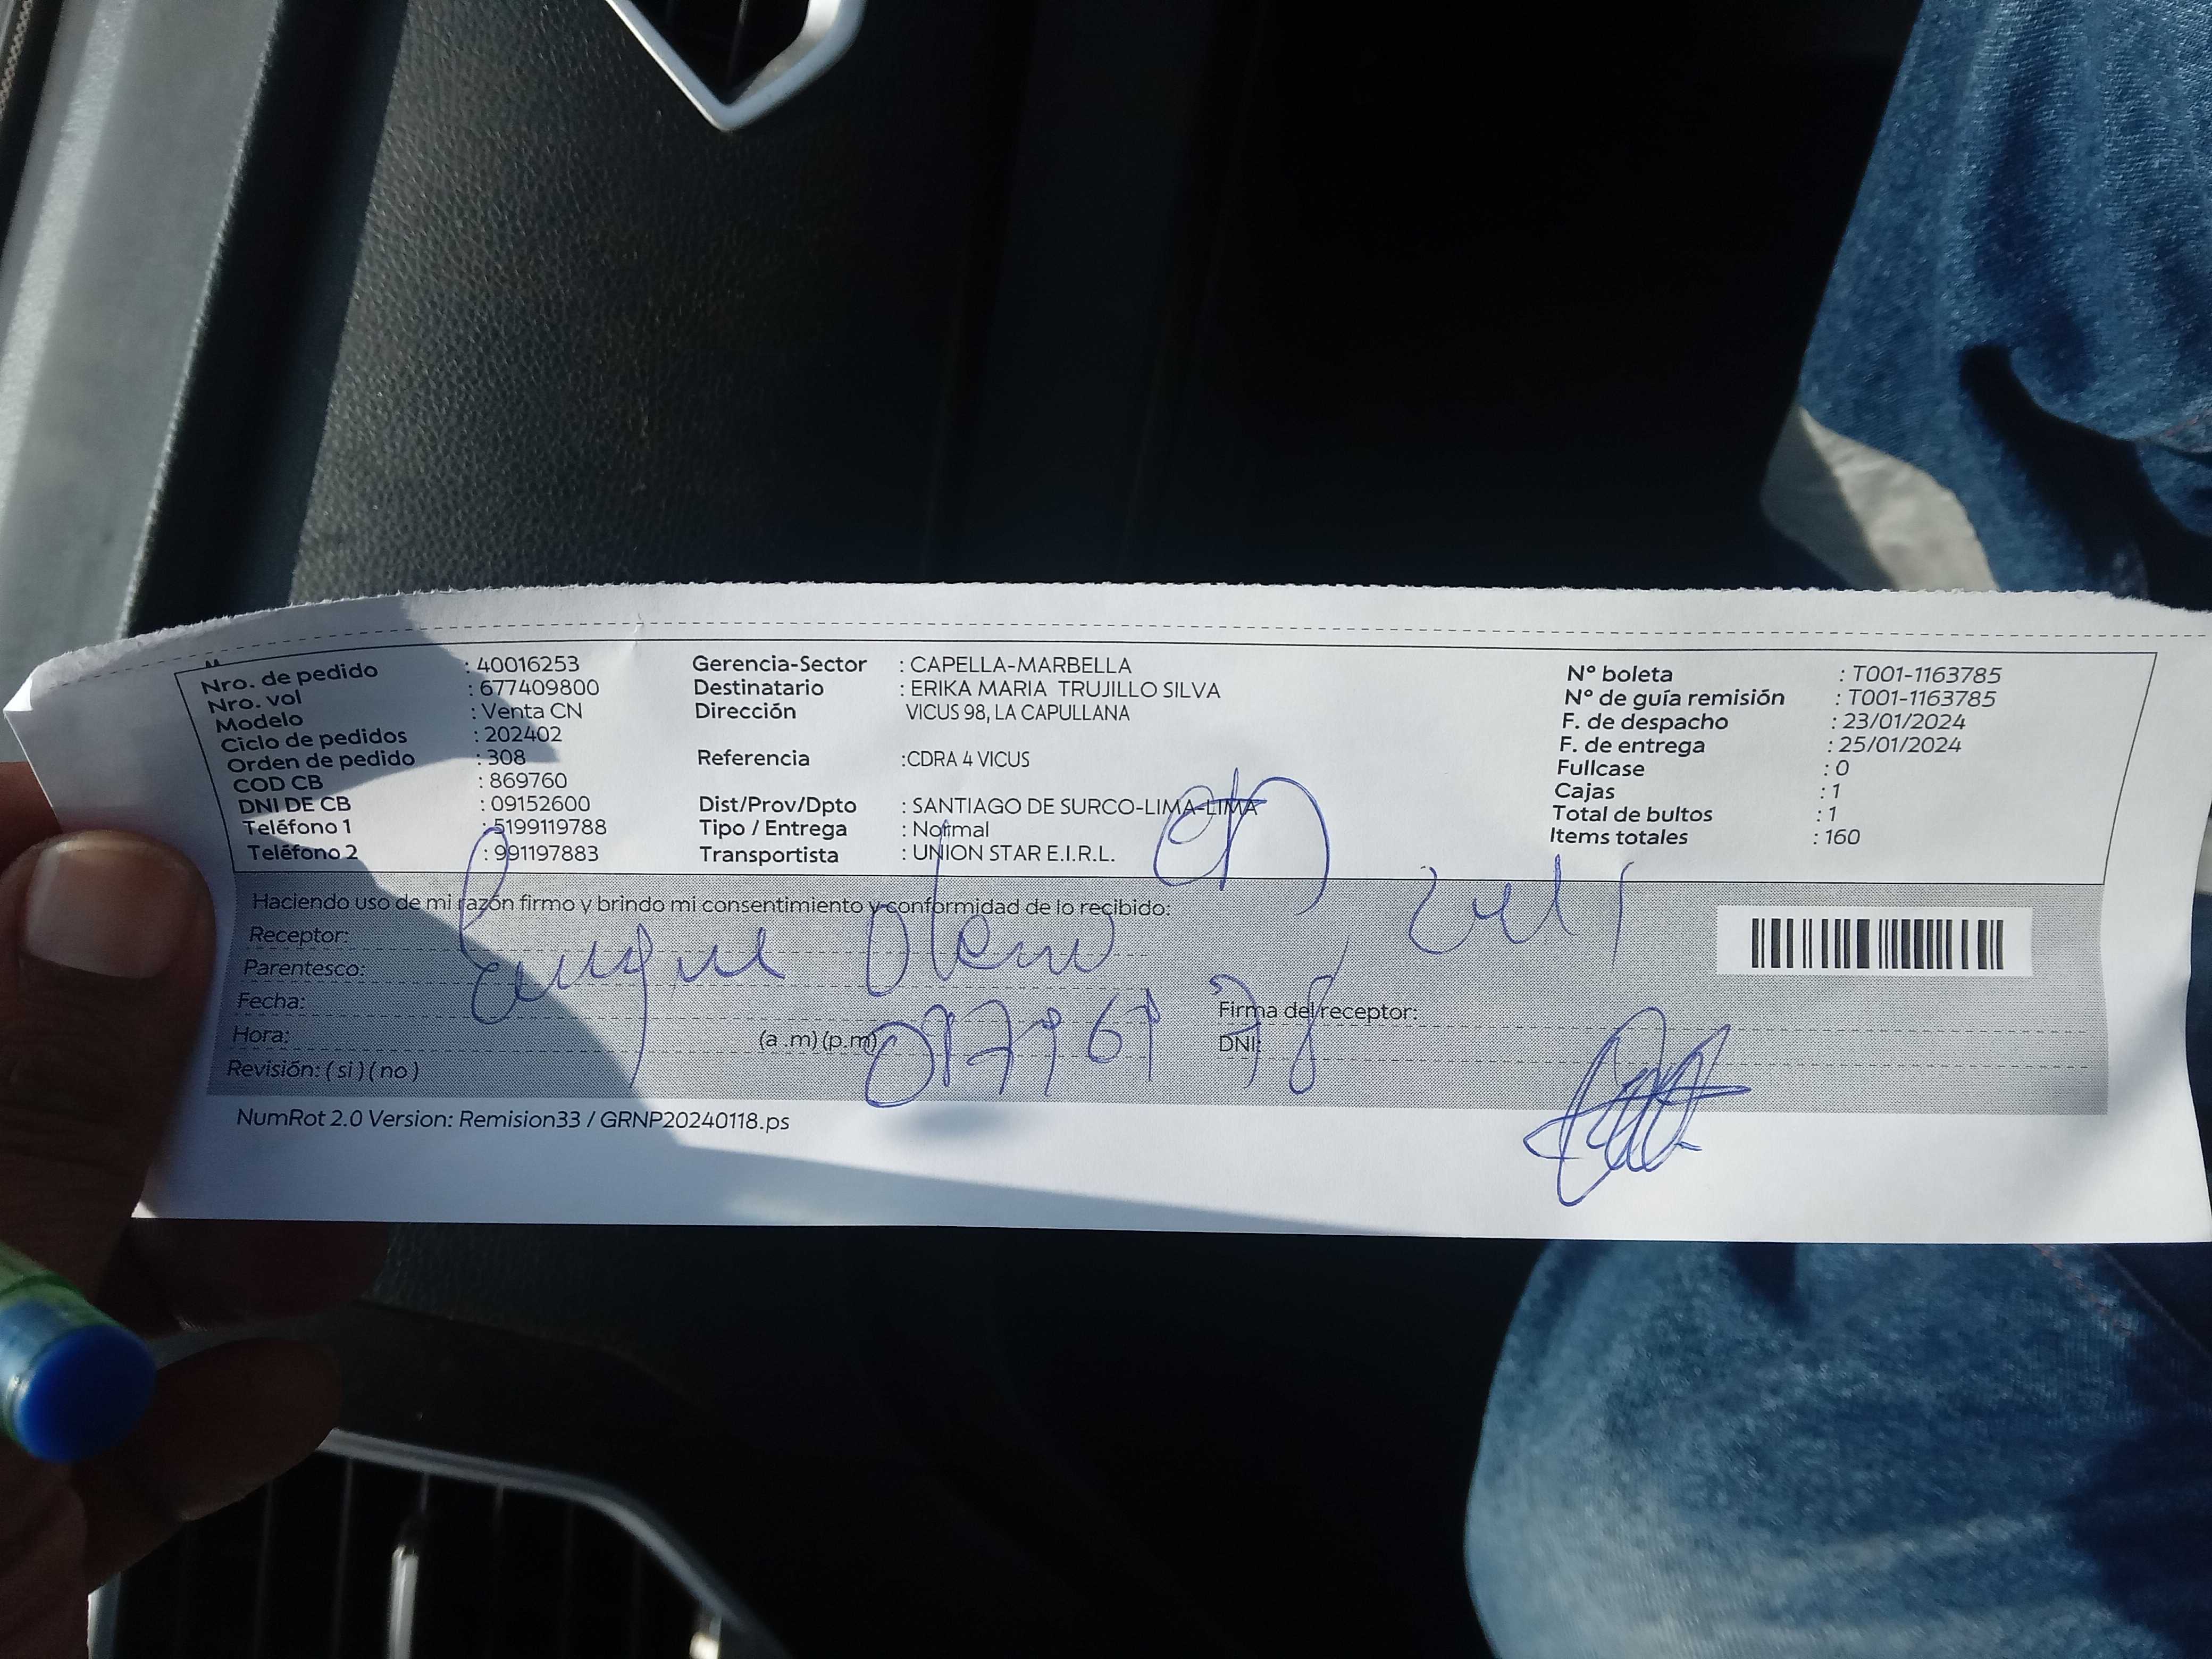 Nro. de pedido : 40016253
Nro. vol : 677409800
Modelo : Venta CN
Ciclo de pedidos : 202402
Orden de pedido : 308
COD CB : 869760
DNI DE CB : 09152600
Teléfono 1 : 5199119788
Teléfono 2 : 991197883
Gerencia-Sector : CAPELLA-MARBELLA
Destinatario : ERIKA MARIA TRUJILLO SILVA
Dirección VICUS 98, LA CAPULLANA
Referencia :CDRA 4 VICUS
Dist/Prov/Dpto : SANTIAGO DE SURCO-LIMA-LIMA
Tipo / Entrega : Normal
Transportista : UNION STAR E.I.R.L.
Nº boleta : T001-1163785
Nº de guía remisión : T001-1163785
F. de despacho : 23/01/2024
F. de entrega : 25/01/2024
Fullcase : 0
Cajas : 1
Total de bultos : 1
Items totales : 160
Haciendo uso de mi razón firmo y brindo mi consentimiento y conformidad de lo recibido:
Receptor:
Parentesco:
Fecha:
Hora: (a .m) (p.m)
Revisión: ( si ) ( no )
Firma del receptor:
DNI:
NumRot 2.0 Version: Remision33 / GRNP20240118.ps